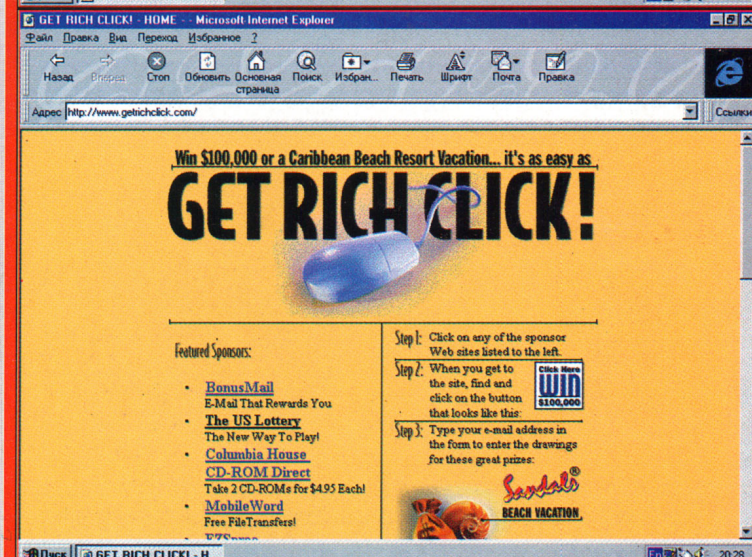 GET RICH CLICK! - HOME - - Microsoft Internet Explorer
Файл Правка Вид Переход Избранное ?
Назад Вперед Стоп Обновить Основная страница Поиск Избран... Печать Шрифт Почта Правка
Адрес http://www.getrichclick.com/ Ссылки
Win $100,000 or a Caribbean Beach Resort Vacation... it's as easy as
GET RICH CLICK!
Featured Sponsors:
• BonusMail
E-Mail That Rewards You
• The US Lottery
The New Way To Play!
• Columbia House
CD-ROM Direct
Take 2 CD-ROMs for $4.95 Each!
• MobileWord
Free FileTransfers!
• EZSpree
Step 1: Click on any of the sponsor
Web sites listed to the left.
Step 2: When you get to
the site, find and
click on the button
that looks like this:
Click Here
WIN
$100,000
Step 3: Type your e-mail address in
the form to enter the drawings
for these great prizes:
Sandals®
BEACH VACATION
Пуск GET RICH CLICK! - H... En 20:25